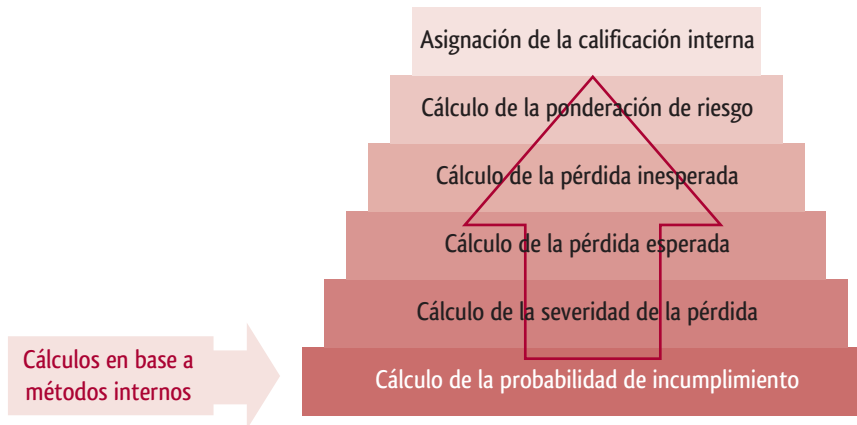 Asignación de la calificación interna
Cálculo de la ponderación de riesgo
Cálculo de la pérdida inesperada
Cálculo de la pérdida esperada
Cálculo de la severidad de la pérdida
Cálculo de la probabilidad de incumplimiento
Cálculos en base a
métodos internos